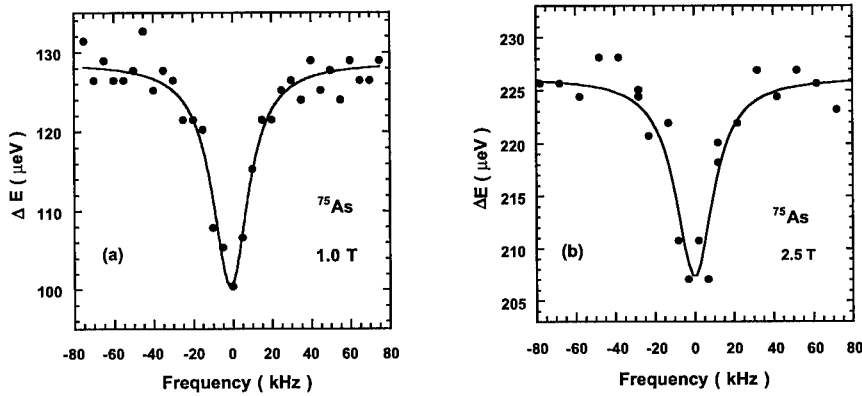 130
120
110
100
Δ E ( μeV )
(a)
⁷⁵As
1.0 T
-80 -60 -40 -20 0 20 40 60 80
Frequency ( kHz )
230
225
220
215
210
205
ΔE ( μeV )
(b)
⁷⁵As
2.5 T
-80 -60 -40 -20 0 20 40 60 80
Frequency ( kHz )